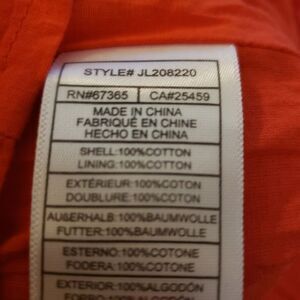 STYLE# JL208220
RN#67365 CA#25459
MADE IN CHINA
FABRIQUÉ EN CHINE
HECHO EN CHINA
SHELL:100%COTTON
LINING:100%COTTON
EXTÉRIEUR:100%COTON
DOUBLURE:100%COTON
AUßERHALB:100%BAUMWOLLE
FUTTER:100%BAUMWOLLE
ESTERNO:100%COTONE
FODERA:100%COTONE
EXTERIOR:100%ALGODÓN
100%ALGODÓN